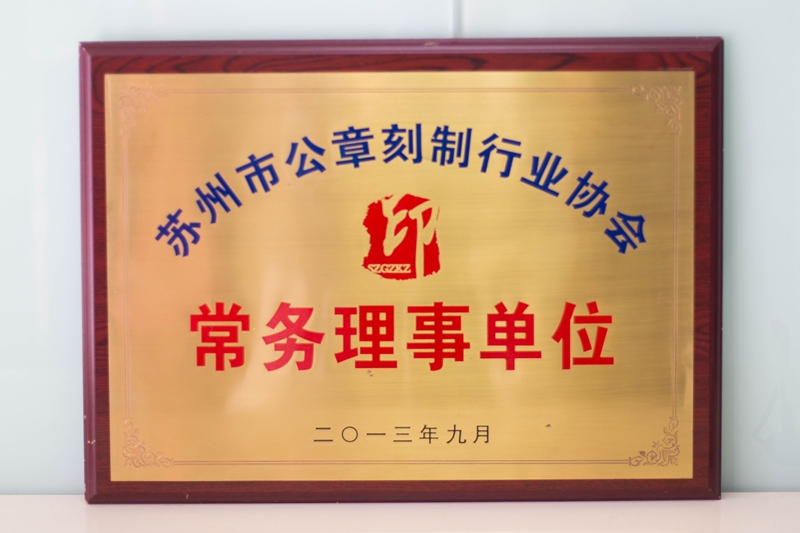 苏州市公章刻制行业协会
印
SZGZKZ
常务理事单位
二〇一三年九月